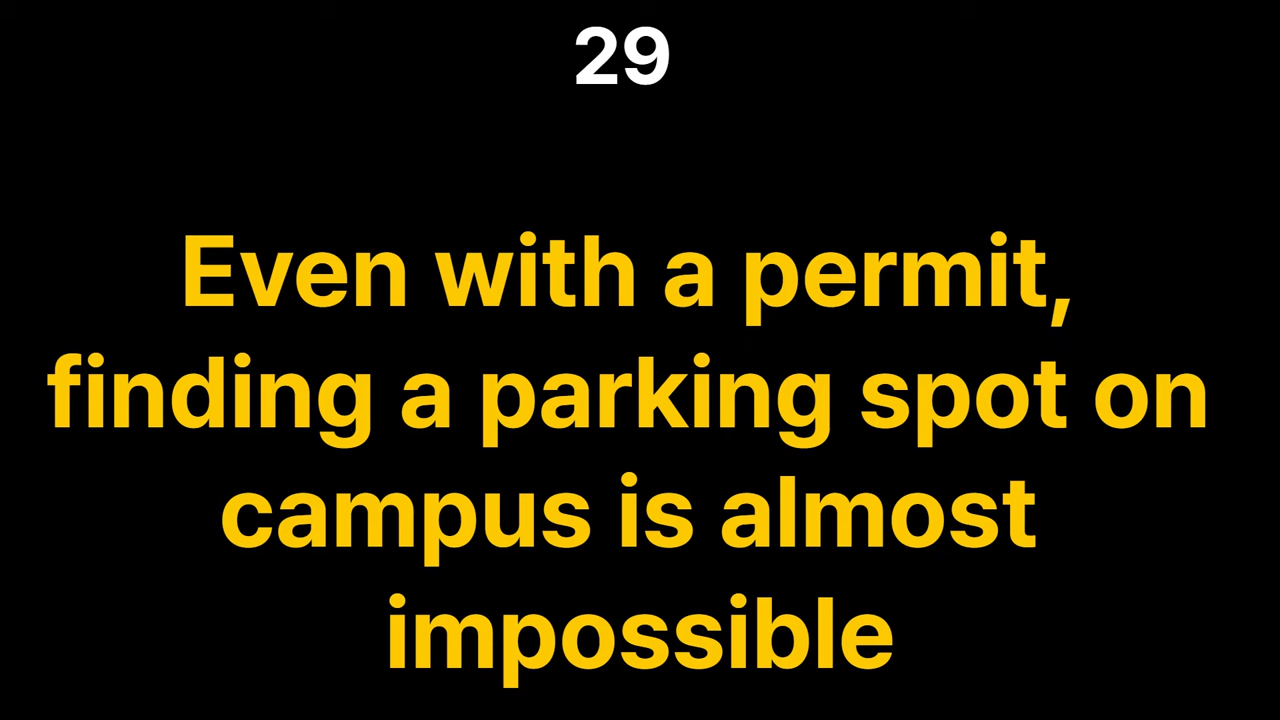 29
Even with a permit,
finding a parking spot on
campus is almost
impossible